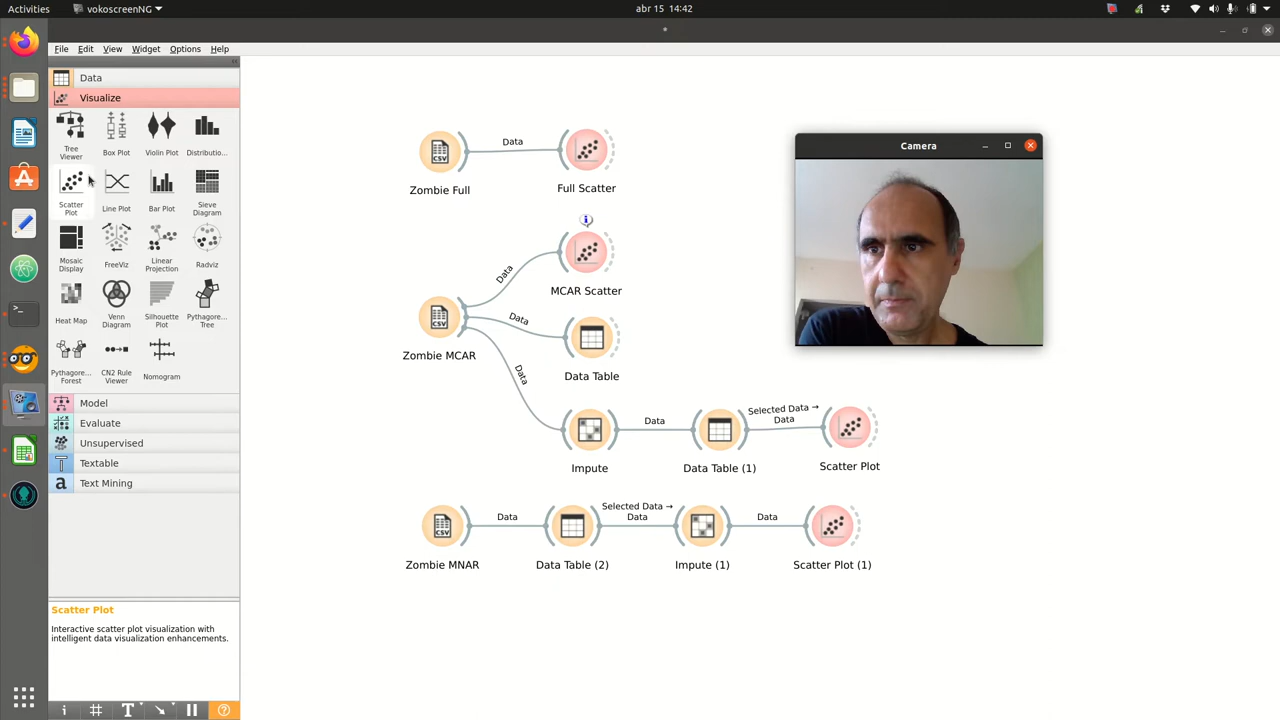 Activities
vokoscreenNG
abr 15 14:42
File Edit View Widget Options Help
Data
Visualize
Tree
Viewer
Box Plot
Violin Plot
Distributio...
Scatter
Plot
Line Plot
Bar Plot
Sieve
Diagram
Mosaic
Display
FreeViz
Linear
Projection
Radviz
Heat Map
Venn
Diagram
Silhouette
Plot
Pythagore...
Tree
Pythagore...
Forest
CN2 Rule
Viewer
Nomogram
Model
Evaluate
Unsupervised
Textable
Text Mining
Scatter Plot
Interactive scatter plot visualization with
intelligent data visualization enhancements.
CSV
Data
Zombie Full
Full Scatter
Data
MCAR Scatter
CSV
Data
Zombie MCAR
Data Table
Data
Data
Selected Data →
Data
Impute
Data Table (1)
Scatter Plot
CSV
Data
Selected Data →
Data
Data
Zombie MNAR
Data Table (2)
Impute (1)
Scatter Plot (1)
Camera